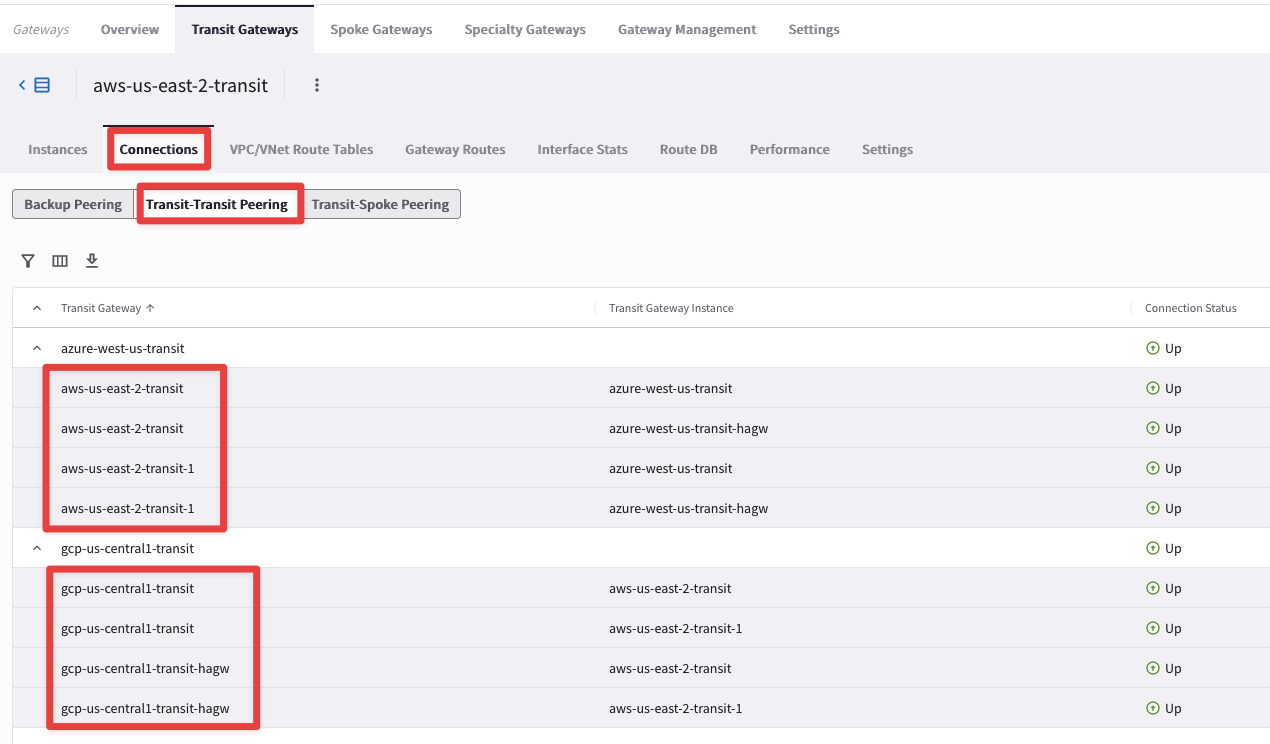 Gateways Overview Transit Gateways Spoke Gateways Specialty Gateways Gateway Management Settings
aws-us-east-2-transit
Instances Connections VPC/VNet Route Tables Gateway Routes Interface Stats Route DB Performance Settings
Backup Peering Transit-Transit Peering Transit-Spoke Peering
Transit Gateway Transit Gateway Instance Connection Status
azure-west-us-transit Up
aws-us-east-2-transit azure-west-us-transit Up
aws-us-east-2-transit azure-west-us-transit-hagw Up
aws-us-east-2-transit-1 azure-west-us-transit Up
aws-us-east-2-transit-1 azure-west-us-transit-hagw Up
gcp-us-central1-transit Up
gcp-us-central1-transit aws-us-east-2-transit Up
gcp-us-central1-transit aws-us-east-2-transit-1 Up
gcp-us-central1-transit-hagw aws-us-east-2-transit Up
gcp-us-central1-transit-hagw aws-us-east-2-transit-1 Up